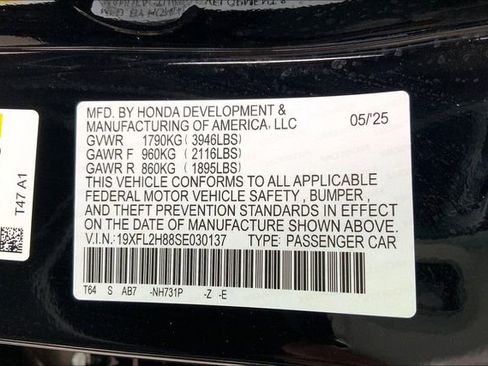 MFD. BY HONDA DEVELOPMENT &
MANUFACTURING OF AMERICA, LLC 05/'25
GVWR 1790KG (3946LBS)
GAWR F 960KG (2116LBS)
GAWR R 860KG (1895LBS)
THIS VEHICLE CONFORMS TO ALL APPLICABLE
FEDERAL MOTOR VEHICLE SAFETY , BUMPER ,
AND THEFT PREVENTION STANDARDS IN EFFECT
ON THE DATE OF MANUFACTURE SHOWN ABOVE.
V.I.N: 19XFL2H88SE030137 TYPE: PASSENGER CAR
T64 S AB7 -NH731P -Z -E
T47 A1